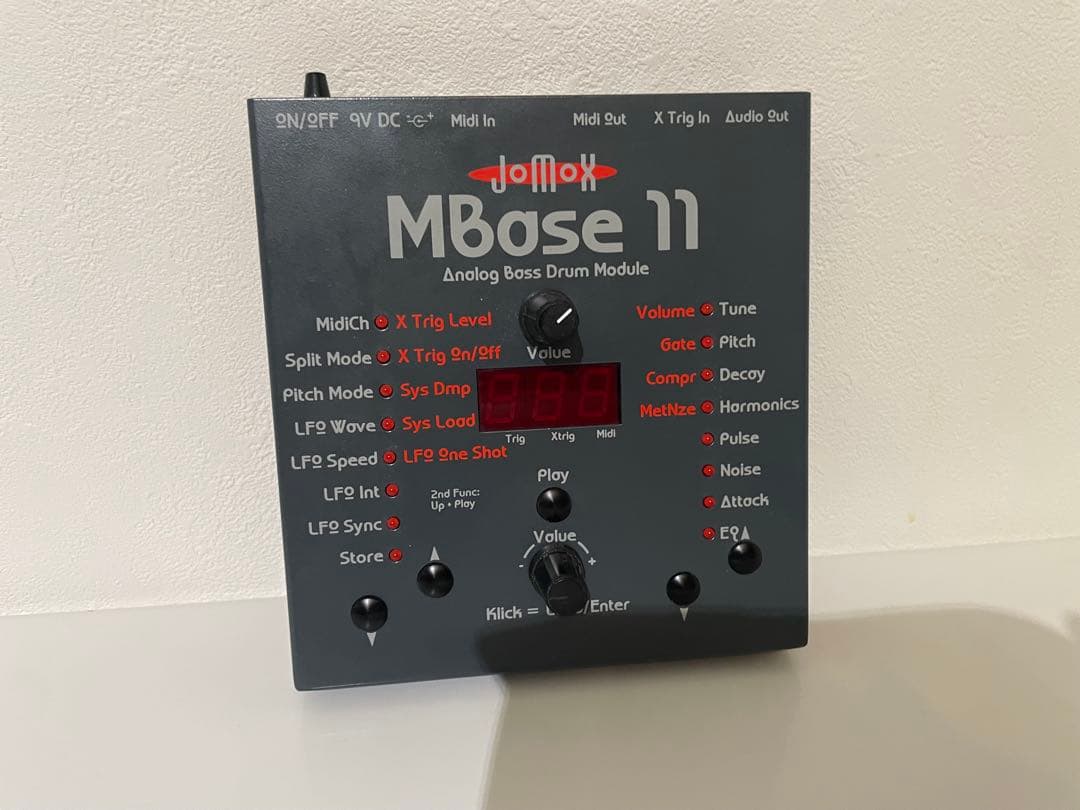 ON/OFF 9V DC - + Midi In Midi Out X Trig In Audio Out
JoMoX
MBase 11
Analog Bass Drum Module
MidiCh X Trig Level
Split Mode X Trig On/Off
Pitch Mode Sys Dmp
LFO Wave Sys Load
LFO Speed LFO One Shot
LFO Int
LFO Sync
Store
2nd Func:
Up + Play
Value
Trig Xtrig Midi
Play
Value
- +
Klick = /Enter
Volume Tune
Gate Pitch
Compr Decay
MetNze Harmonics
Pulse
Noise
Attack
EQ